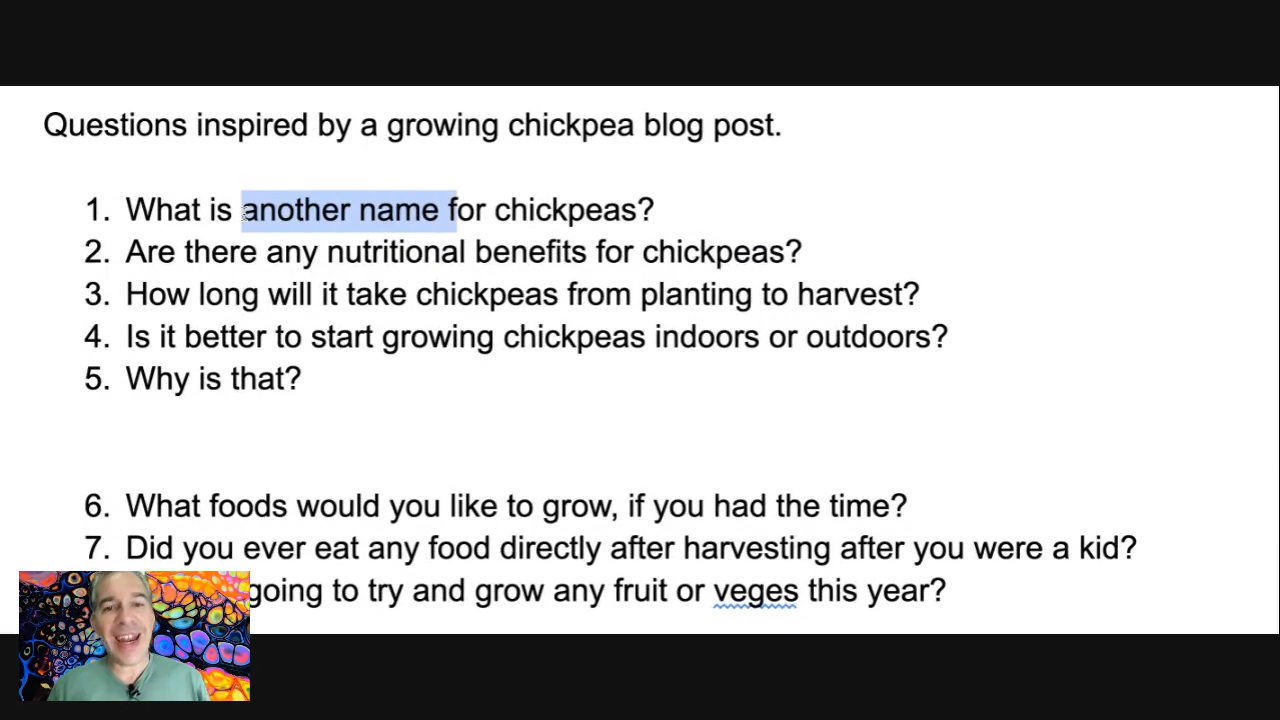 Questions inspired by a growing chickpea blog post.
1. What is another name for chickpeas?
2. Are there any nutritional benefits for chickpeas?
3. How long will it take chickpeas from planting to harvest?
4. Is it better to start growing chickpeas indoors or outdoors?
5. Why is that?
6. What foods would you like to grow, if you had the time?
7. Did you ever eat any food directly after harvesting after you were a kid?
going to try and grow any fruit or veges this year?